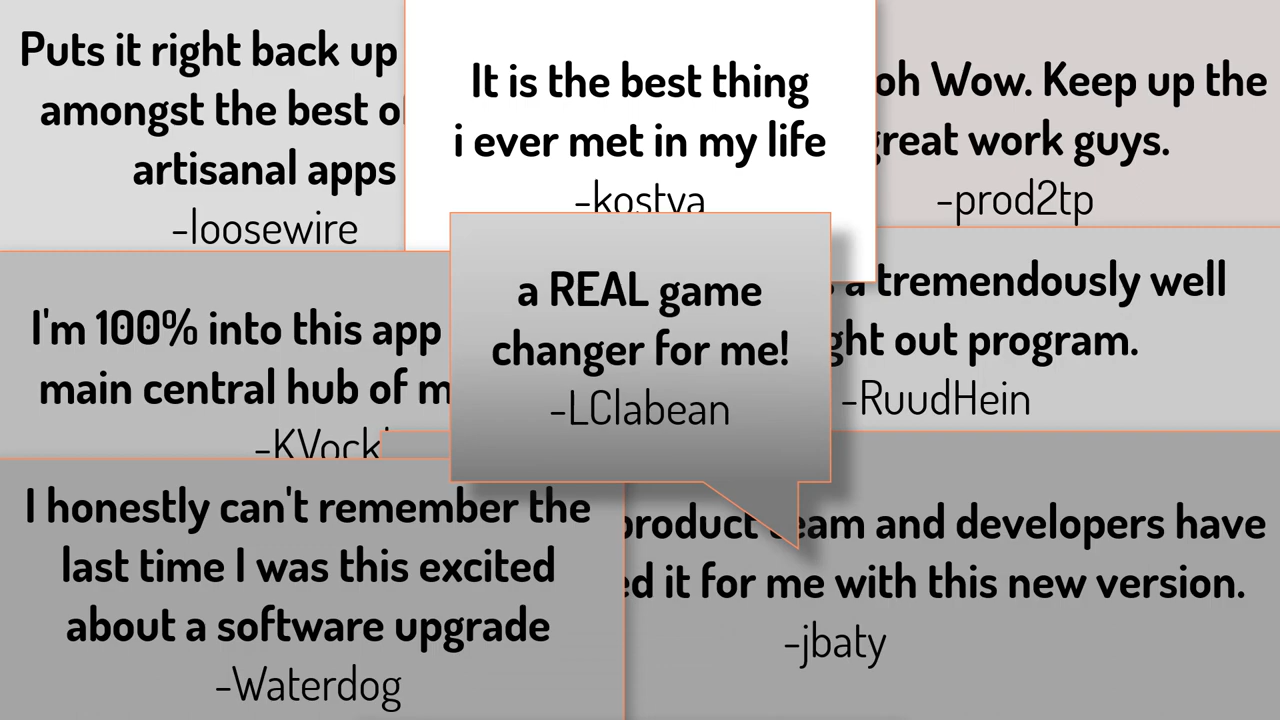 Puts it right back up
amongst the best
artisanal apps
-loosewire
It is the best thing
i ever met in my life
-kostya
oh Wow. Keep up the
great work guys.
-prod2tp
I'm 100% into this app
main central hub of
a REAL game
changer for me!
-LClabean
a tremendously well
out program.
-RuudHein
I honestly can't remember the
last time I was this excited
about a software upgrade
-Waterdog
product team and developers have
it for me with this new version.
-jbaty